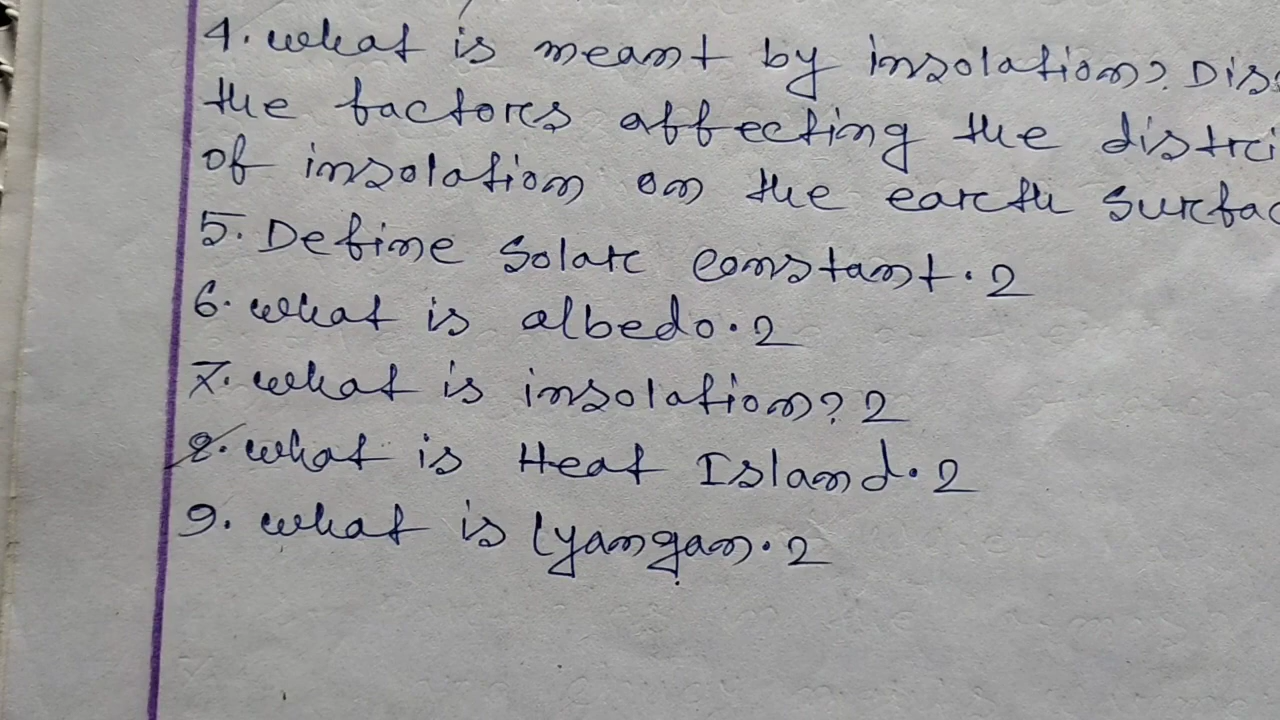 4. what is meant by insolation? Dis
the factores affecting the distri
of insolation on the earth surfac
5. Define Solar constant. 2
6. what is albedo. 2
7. what is insolation? 2
8. what is Heat Island. 2
9. what is lyangan. 2